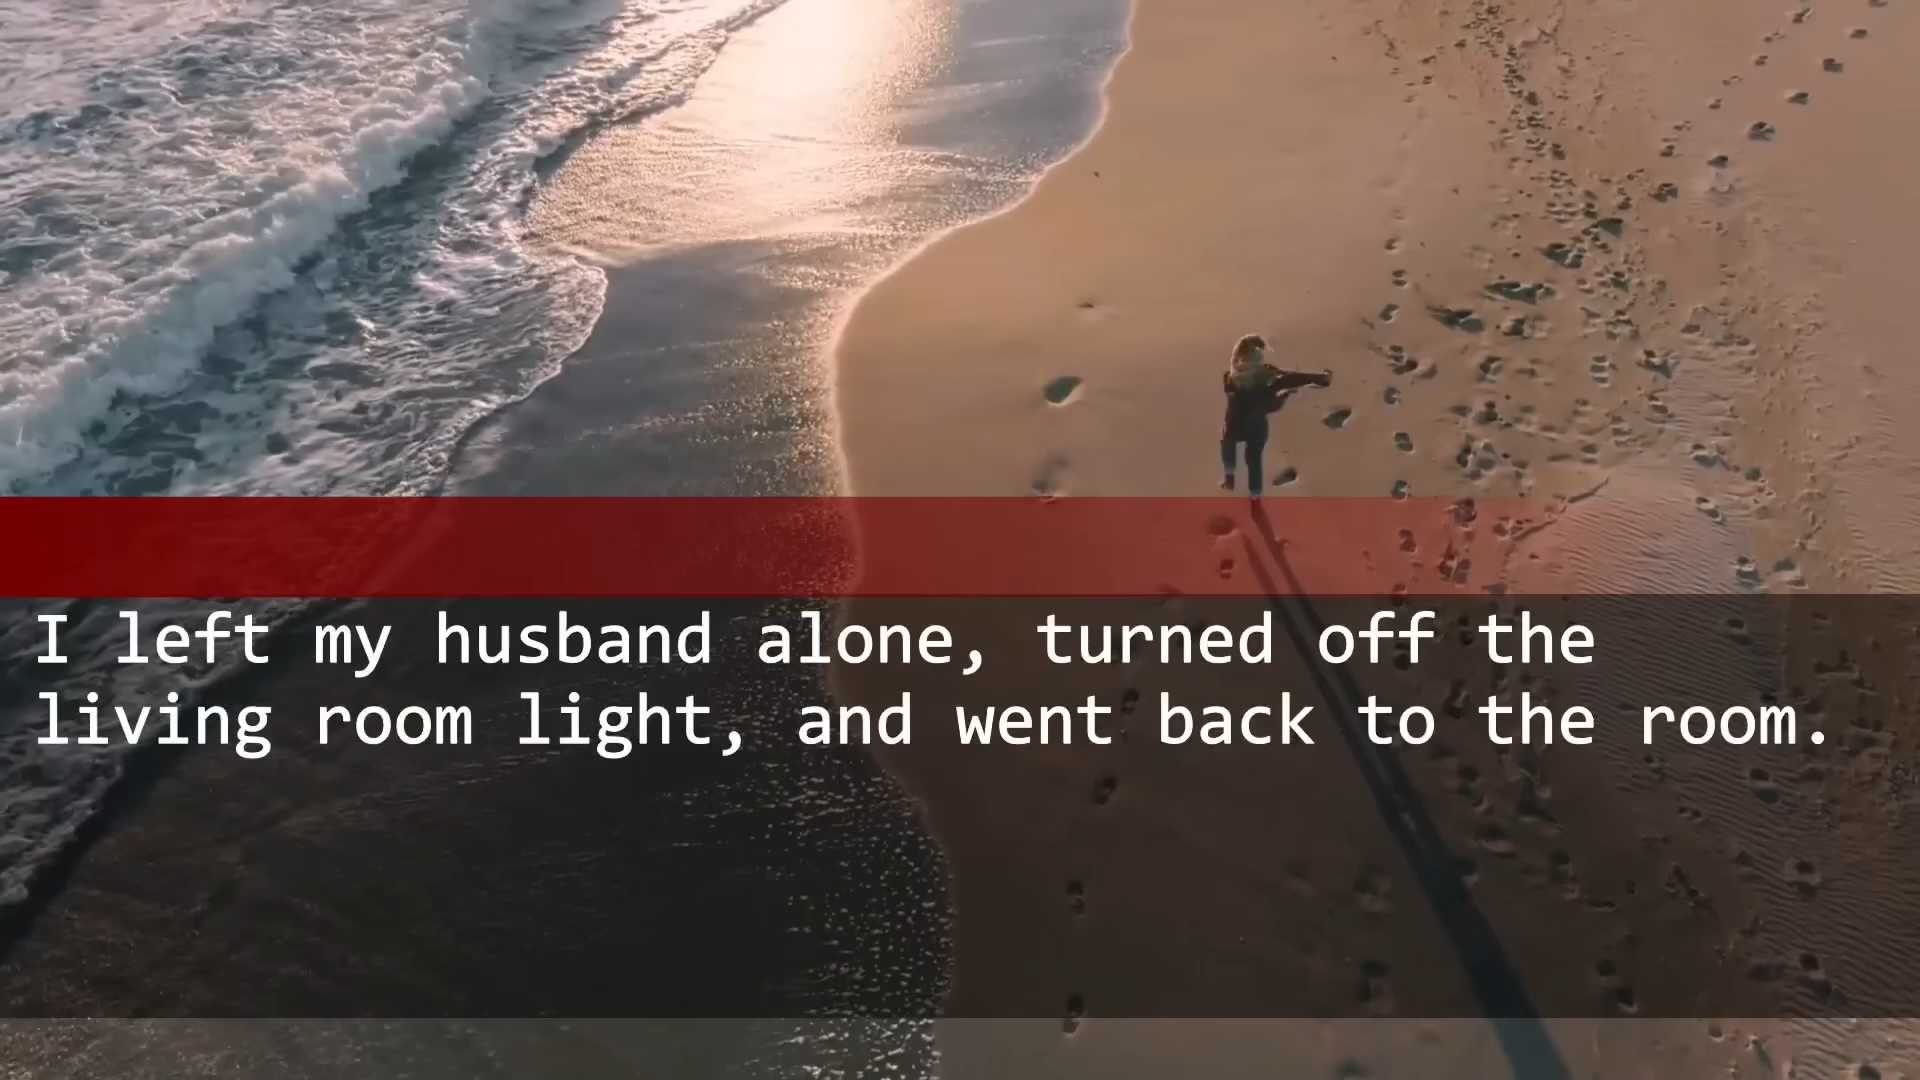 I left my husband alone, turned off the
living room light, and went back to the room.